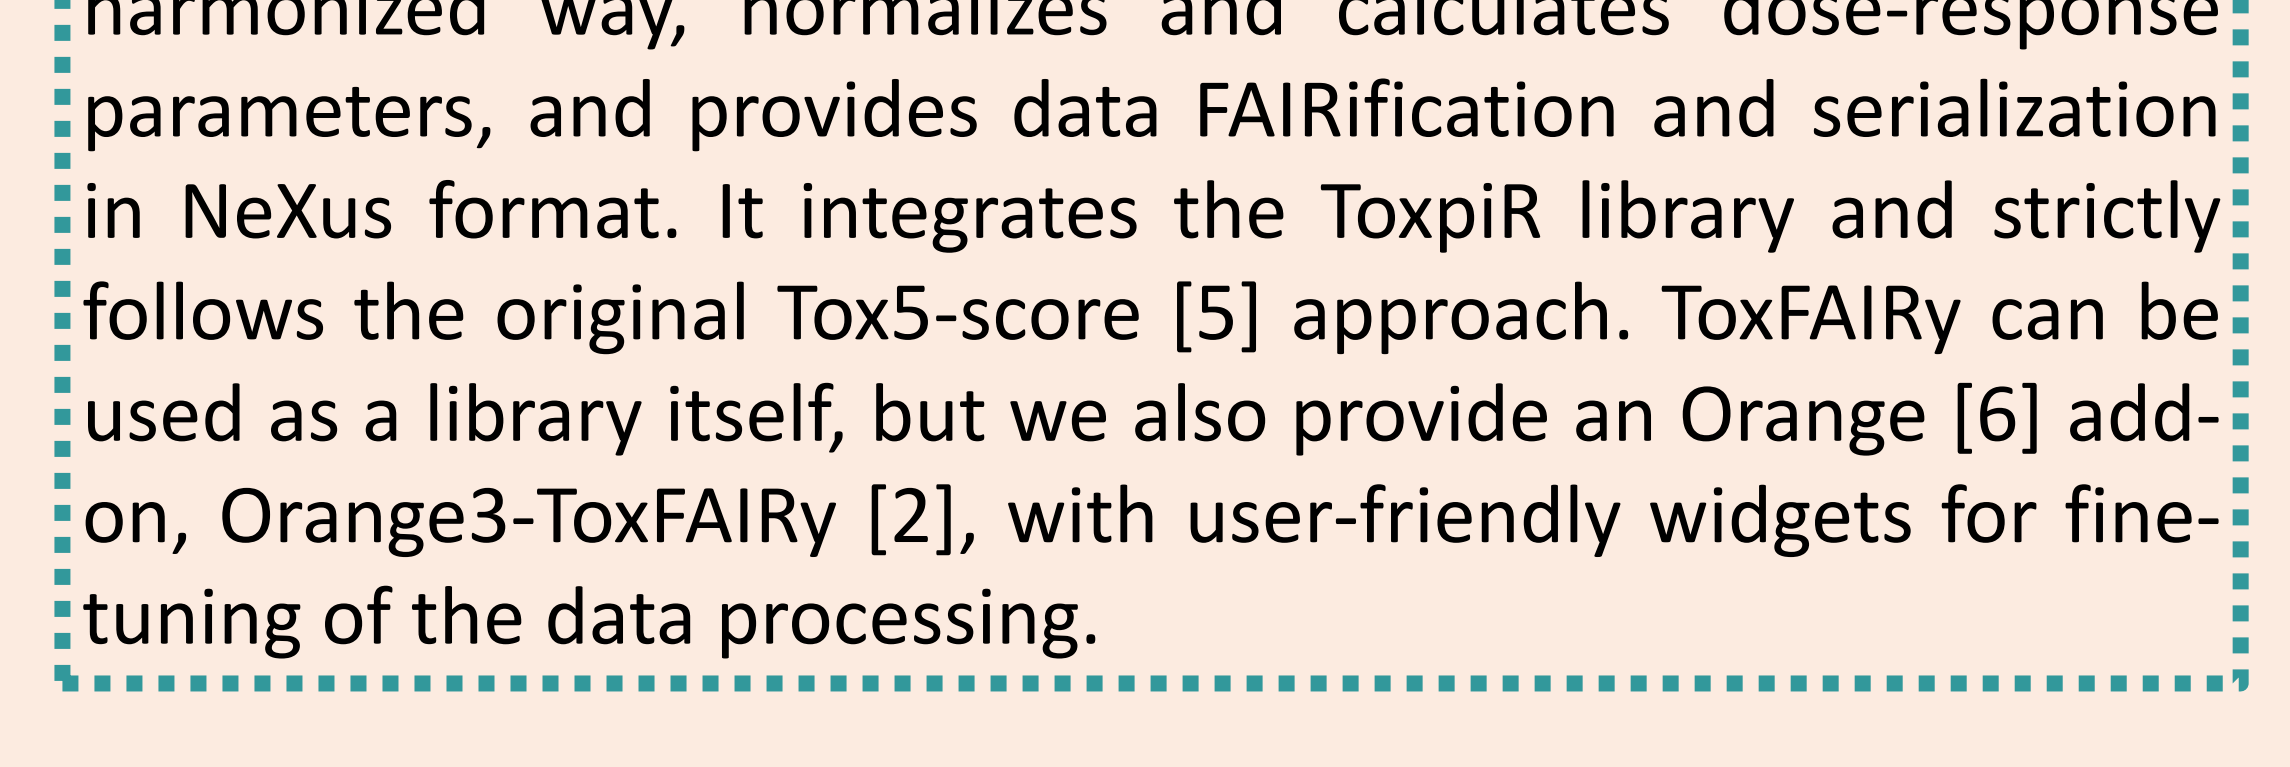 harmonized way, normalizes and calculates dose-response
parameters, and provides data FAIRification and serialization
in NeXus format. It integrates the ToxpiR library and strictly
follows the original Tox5-score [5] approach. ToxFAIRy can be
used as a library itself, but we also provide an Orange [6] add-
on, Orange3-ToxFAIRy [2], with user-friendly widgets for fine-
tuning of the data processing.